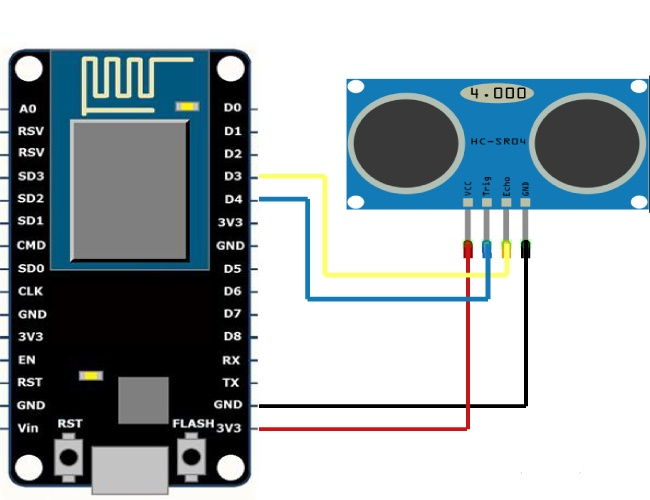 A0
RSV
RSV
SD3
SD2
SD1
CMD
SD0
CLK
GND
3V3
EN
RST
GND
Vin
RST
FLASH
D0
D1
D2
D3
D4
3V3
GND
D5
D6
D7
D8
RX
TX
GND
3V3
4.000
HC-SR04
VCC
Trig
Echo
GND